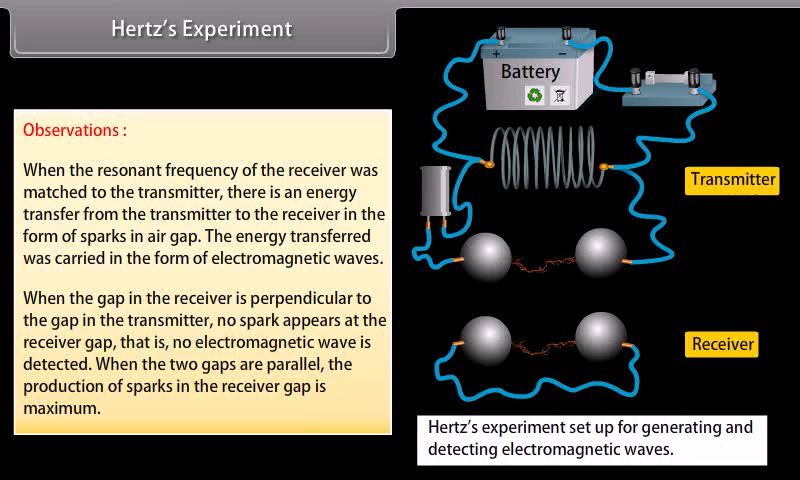 Hertz's Experiment
Observations :
When the resonant frequency of the receiver was
matched to the transmitter, there is an energy
transfer from the transmitter to the receiver in the
form of sparks in air gap. The energy transferred
was carried in the form of electromagnetic waves.
When the gap in the receiver is perpendicular to
the gap in the transmitter, no spark appears at the
receiver gap, that is, no electromagnetic wave is
detected. When the two gaps are parallel, the
production of sparks in the receiver gap is
maximum.
+ −
Battery
Transmitter
Receiver
Hertz's experiment set up for generating and
detecting electromagnetic waves.